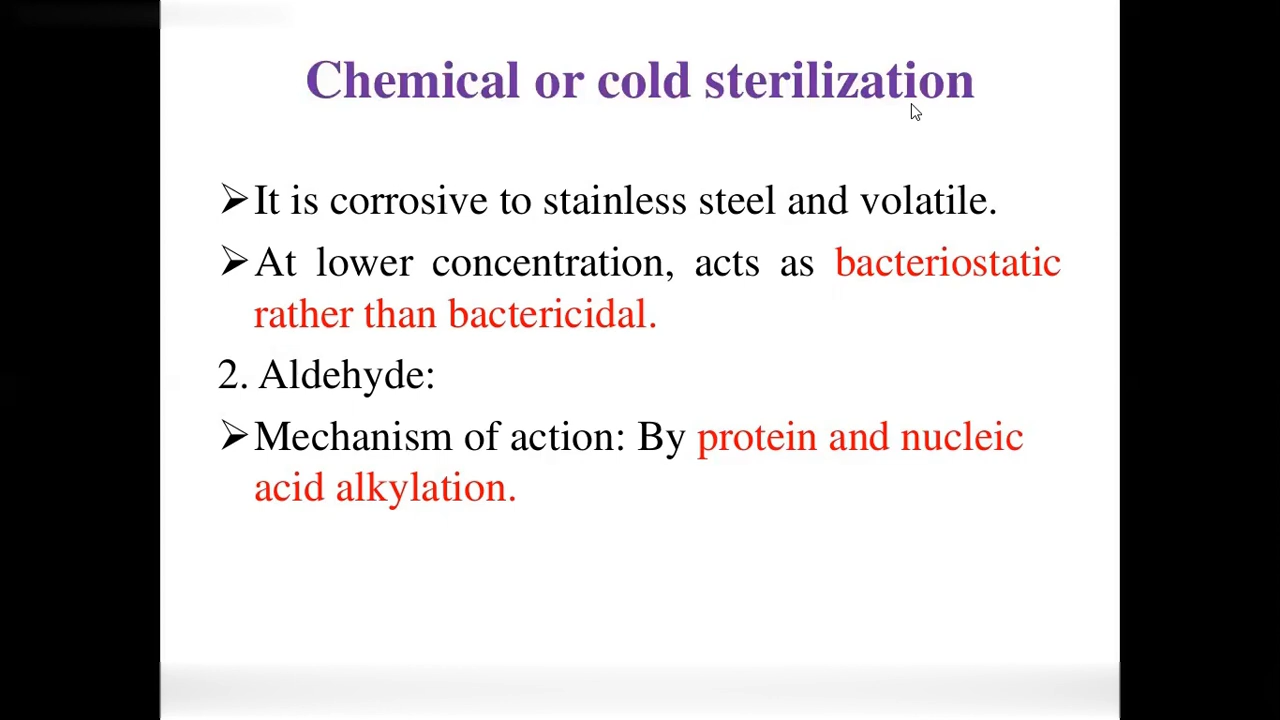 Chemical or cold sterilization
➢It is corrosive to stainless steel and volatile.
➢At lower concentration, acts as bacteriostatic
rather than bactericidal.
2. Aldehyde:
➢Mechanism of action: By protein and nucleic
acid alkylation.